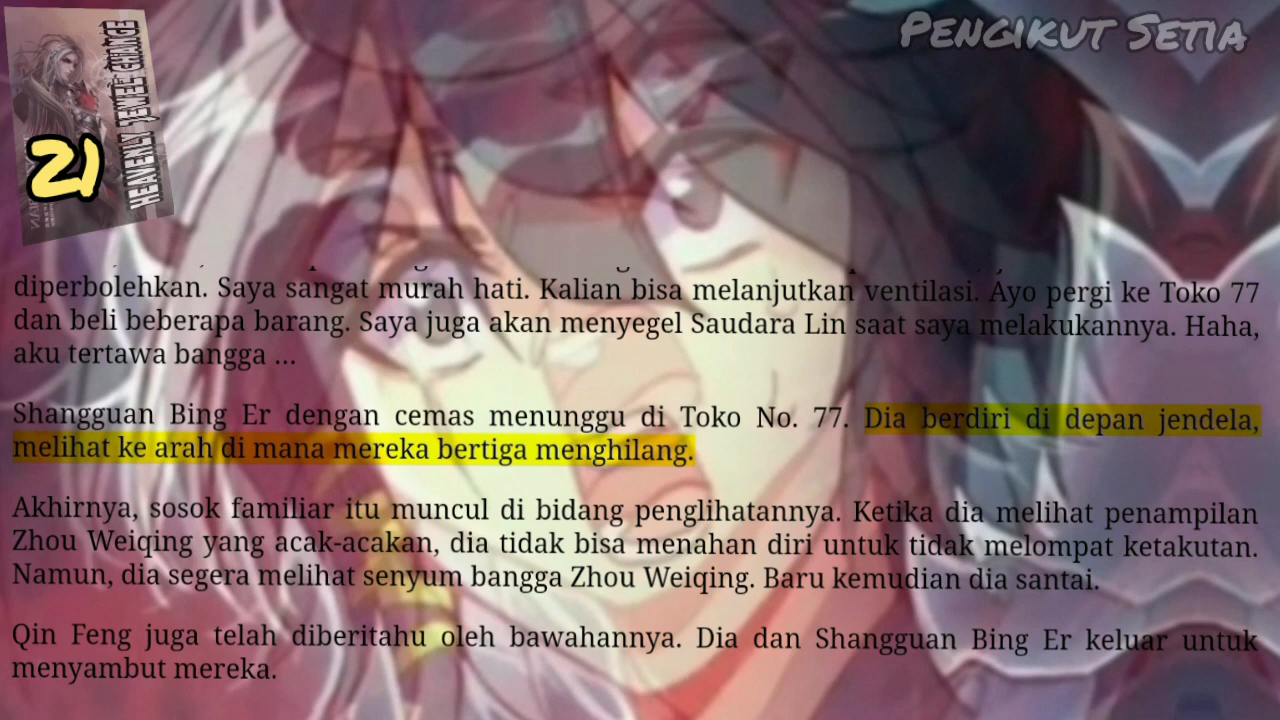 Pengikut Setia
HEAVENLY JEWEL CHANGE
21
diperbolehkan. Saya sangat murah hati. Kalian bisa melanjutkan ventilasi. Ayo pergi ke Toko 77
dan beli beberapa barang. Saya juga akan menyegel Saudara Lin saat saya melakukannya. Haha,
aku tertawa bangga ...
Shangguan Bing Er dengan cemas menunggu di Toko No. 77. Dia berdiri di depan jendela,
melihat ke arah di mana mereka bertiga menghilang.
Akhirnya, sosok familiar itu muncul di bidang penglihatannya. Ketika dia melihat penampilan
Zhou Weiqing yang acak-acakan, dia tidak bisa menahan diri untuk tidak melompat ketakutan.
Namun, dia segera melihat senyum bangga Zhou Weiqing. Baru kemudian dia santai.
Qin Feng juga telah diberitahu oleh bawahannya. Dia dan Shangguan Bing Er keluar untuk
menyambut mereka.